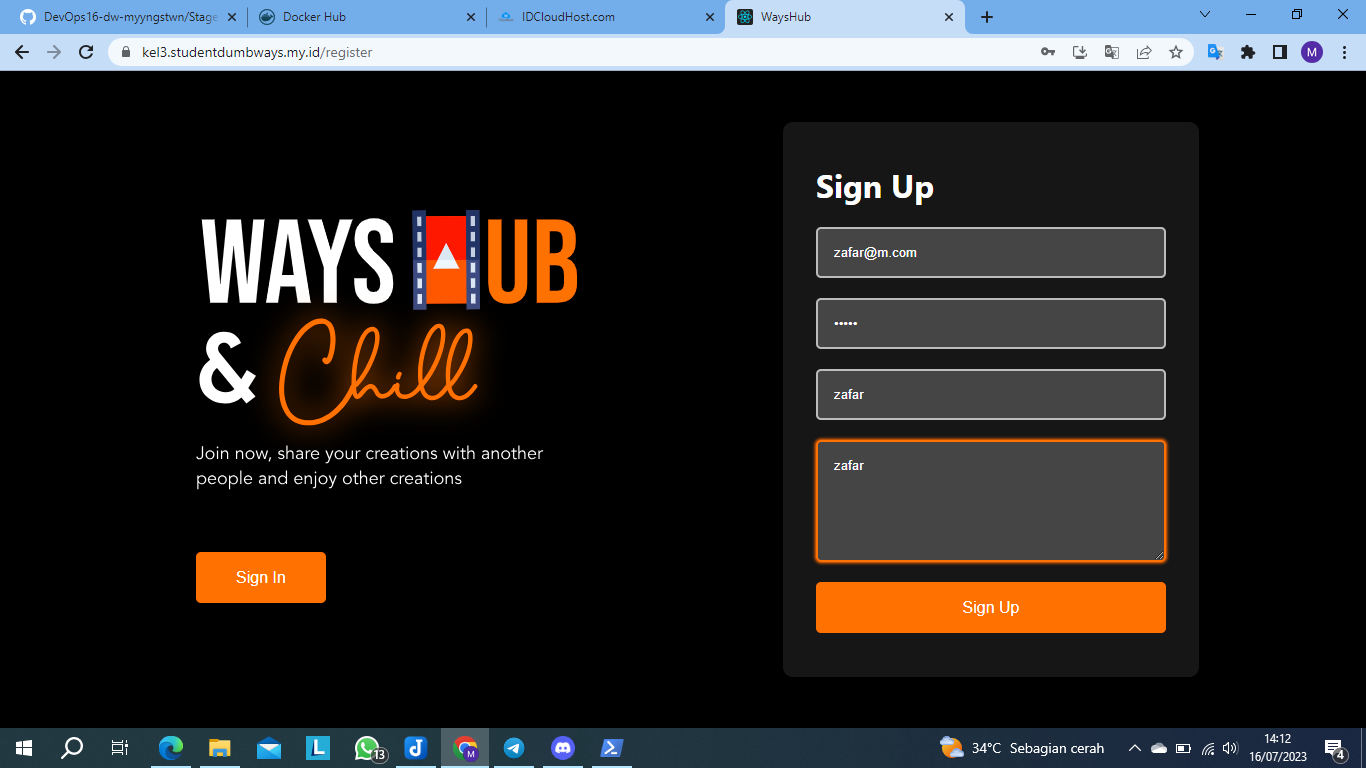 DevOps16-dw-myyngstwn/Stage
Docker Hub
IDCloudHost.com
WaysHub
kel3.studentdumbways.my.id/register
M
WAYS HUB
& Chill
Join now, share your creations with another
people and enjoy other creations
Sign In
Sign Up
zafar@m.com
•••••
zafar
zafar
Sign Up
L
13
M
34°C Sebagian cerah
14:12
16/07/2023
4